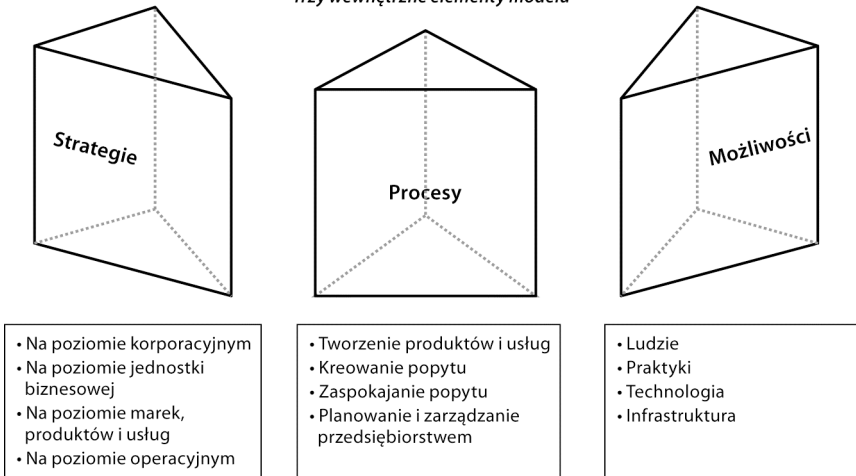 Trzy wewnętrzne elementy modelu
Strategie
Procesy
Możliwości
• Na poziomie korporacyjnym
• Na poziomie jednostki
biznesowej
• Na poziomie marek,
produktów i usług
• Na poziomie operacyjnym
• Tworzenie produktów i usług
• Kreowanie popytu
• Zaspokajanie popytu
• Planowanie i zarządzanie
przedsiębiorstwem
• Ludzie
• Praktyki
• Technologia
• Infrastruktura